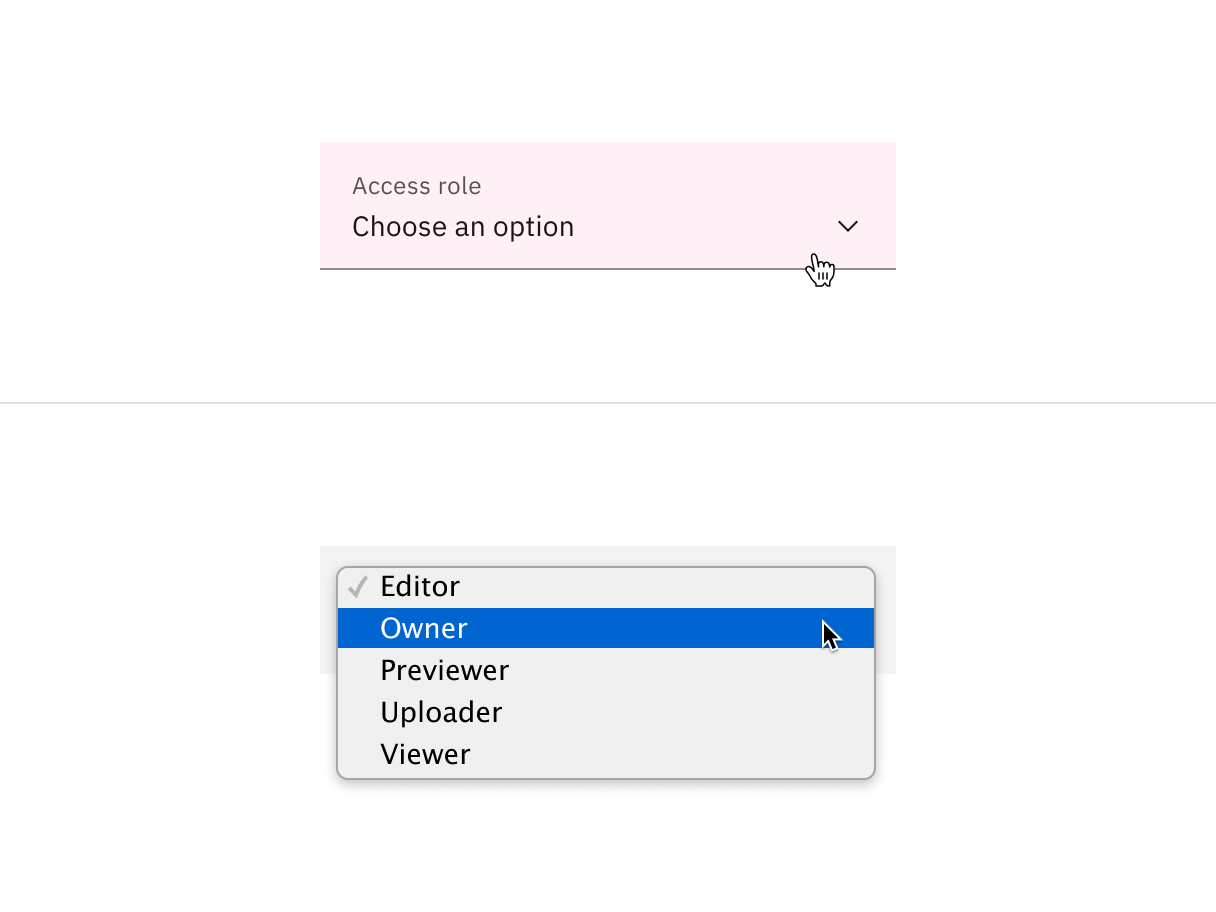 Access role
Choose an option
Editor
Owner
Previewer
Uploader
Viewer